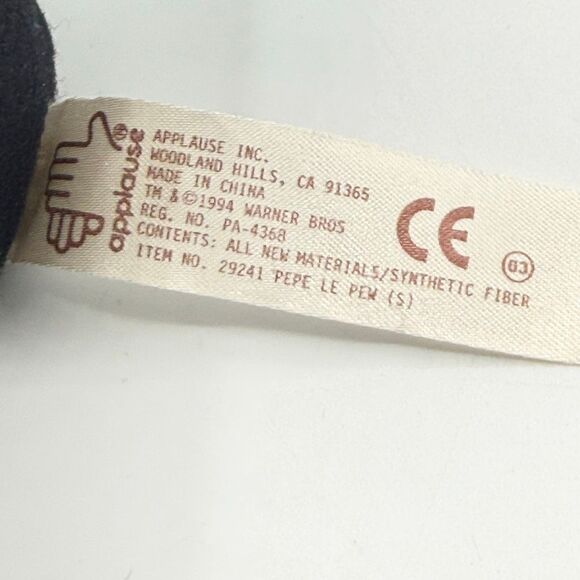 applause®
APPLAUSE INC.
WOODLAND HILLS, CA 91365
MADE IN CHINA
TM & ©1994 WARNER BROS
REG. NO. PA-4368
CONTENTS: ALL NEW MATERIALS/SYNTHETIC FIBER
ITEM NO. 29241 PEPE LE PEW (S)
CE
03